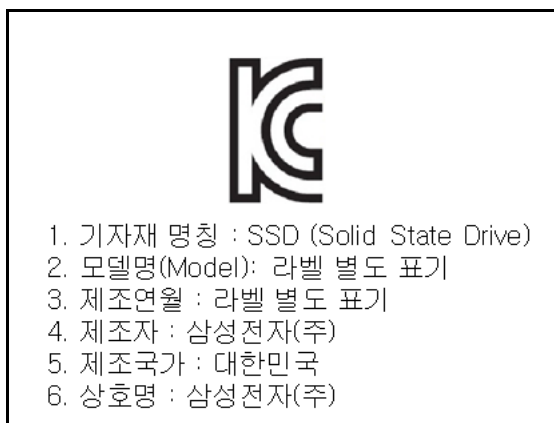 KC
1. 기자재 명칭 : SSD (Solid State Drive)
2. 모델명(Model): 라벨 별도 표기
3. 제조연월 : 라벨 별도 표기
4. 제조자 : 삼성전자(주)
5. 제조국가 : 대한민국
6. 상호명 : 삼성전자(주)